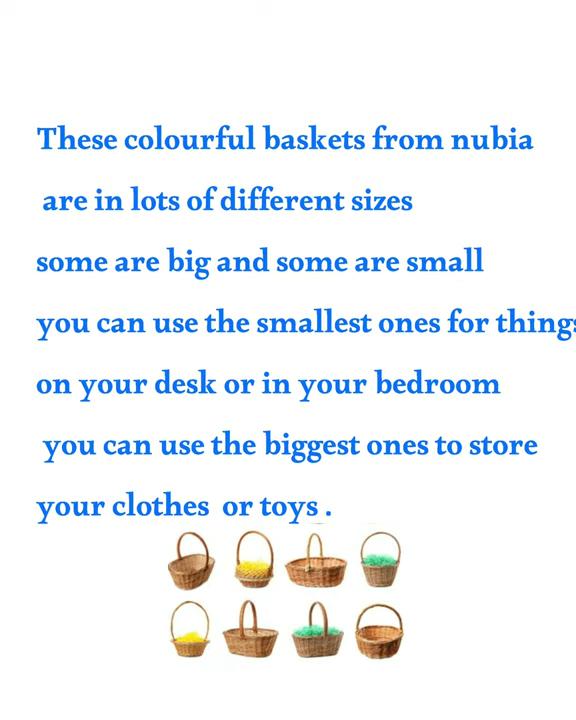 These colourful baskets from nubia
are in lots of different sizes
some are big and some are small
you can use the smallest ones for things
on your desk or in your bedroom
you can use the biggest ones to store
your clothes or toys .